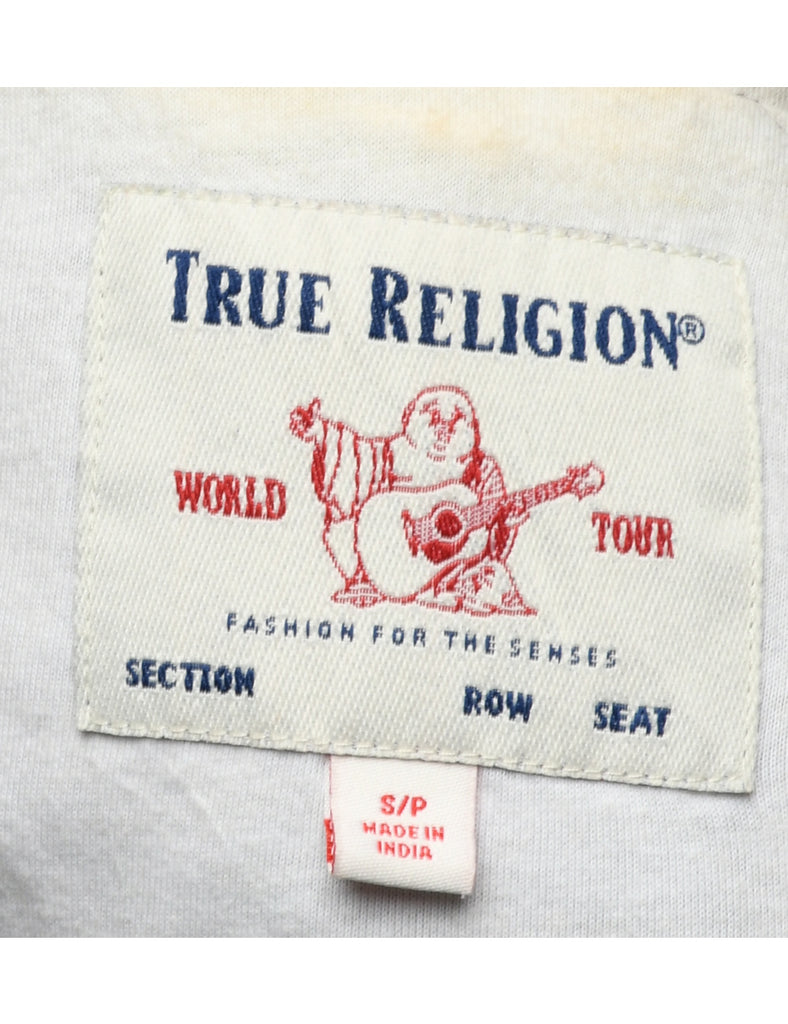 TRUE RELIGION®
WORLD TOUR
FASHION FOR THE SENSES
SECTION ROW SEAT
S/P
MADE IN
INDIA